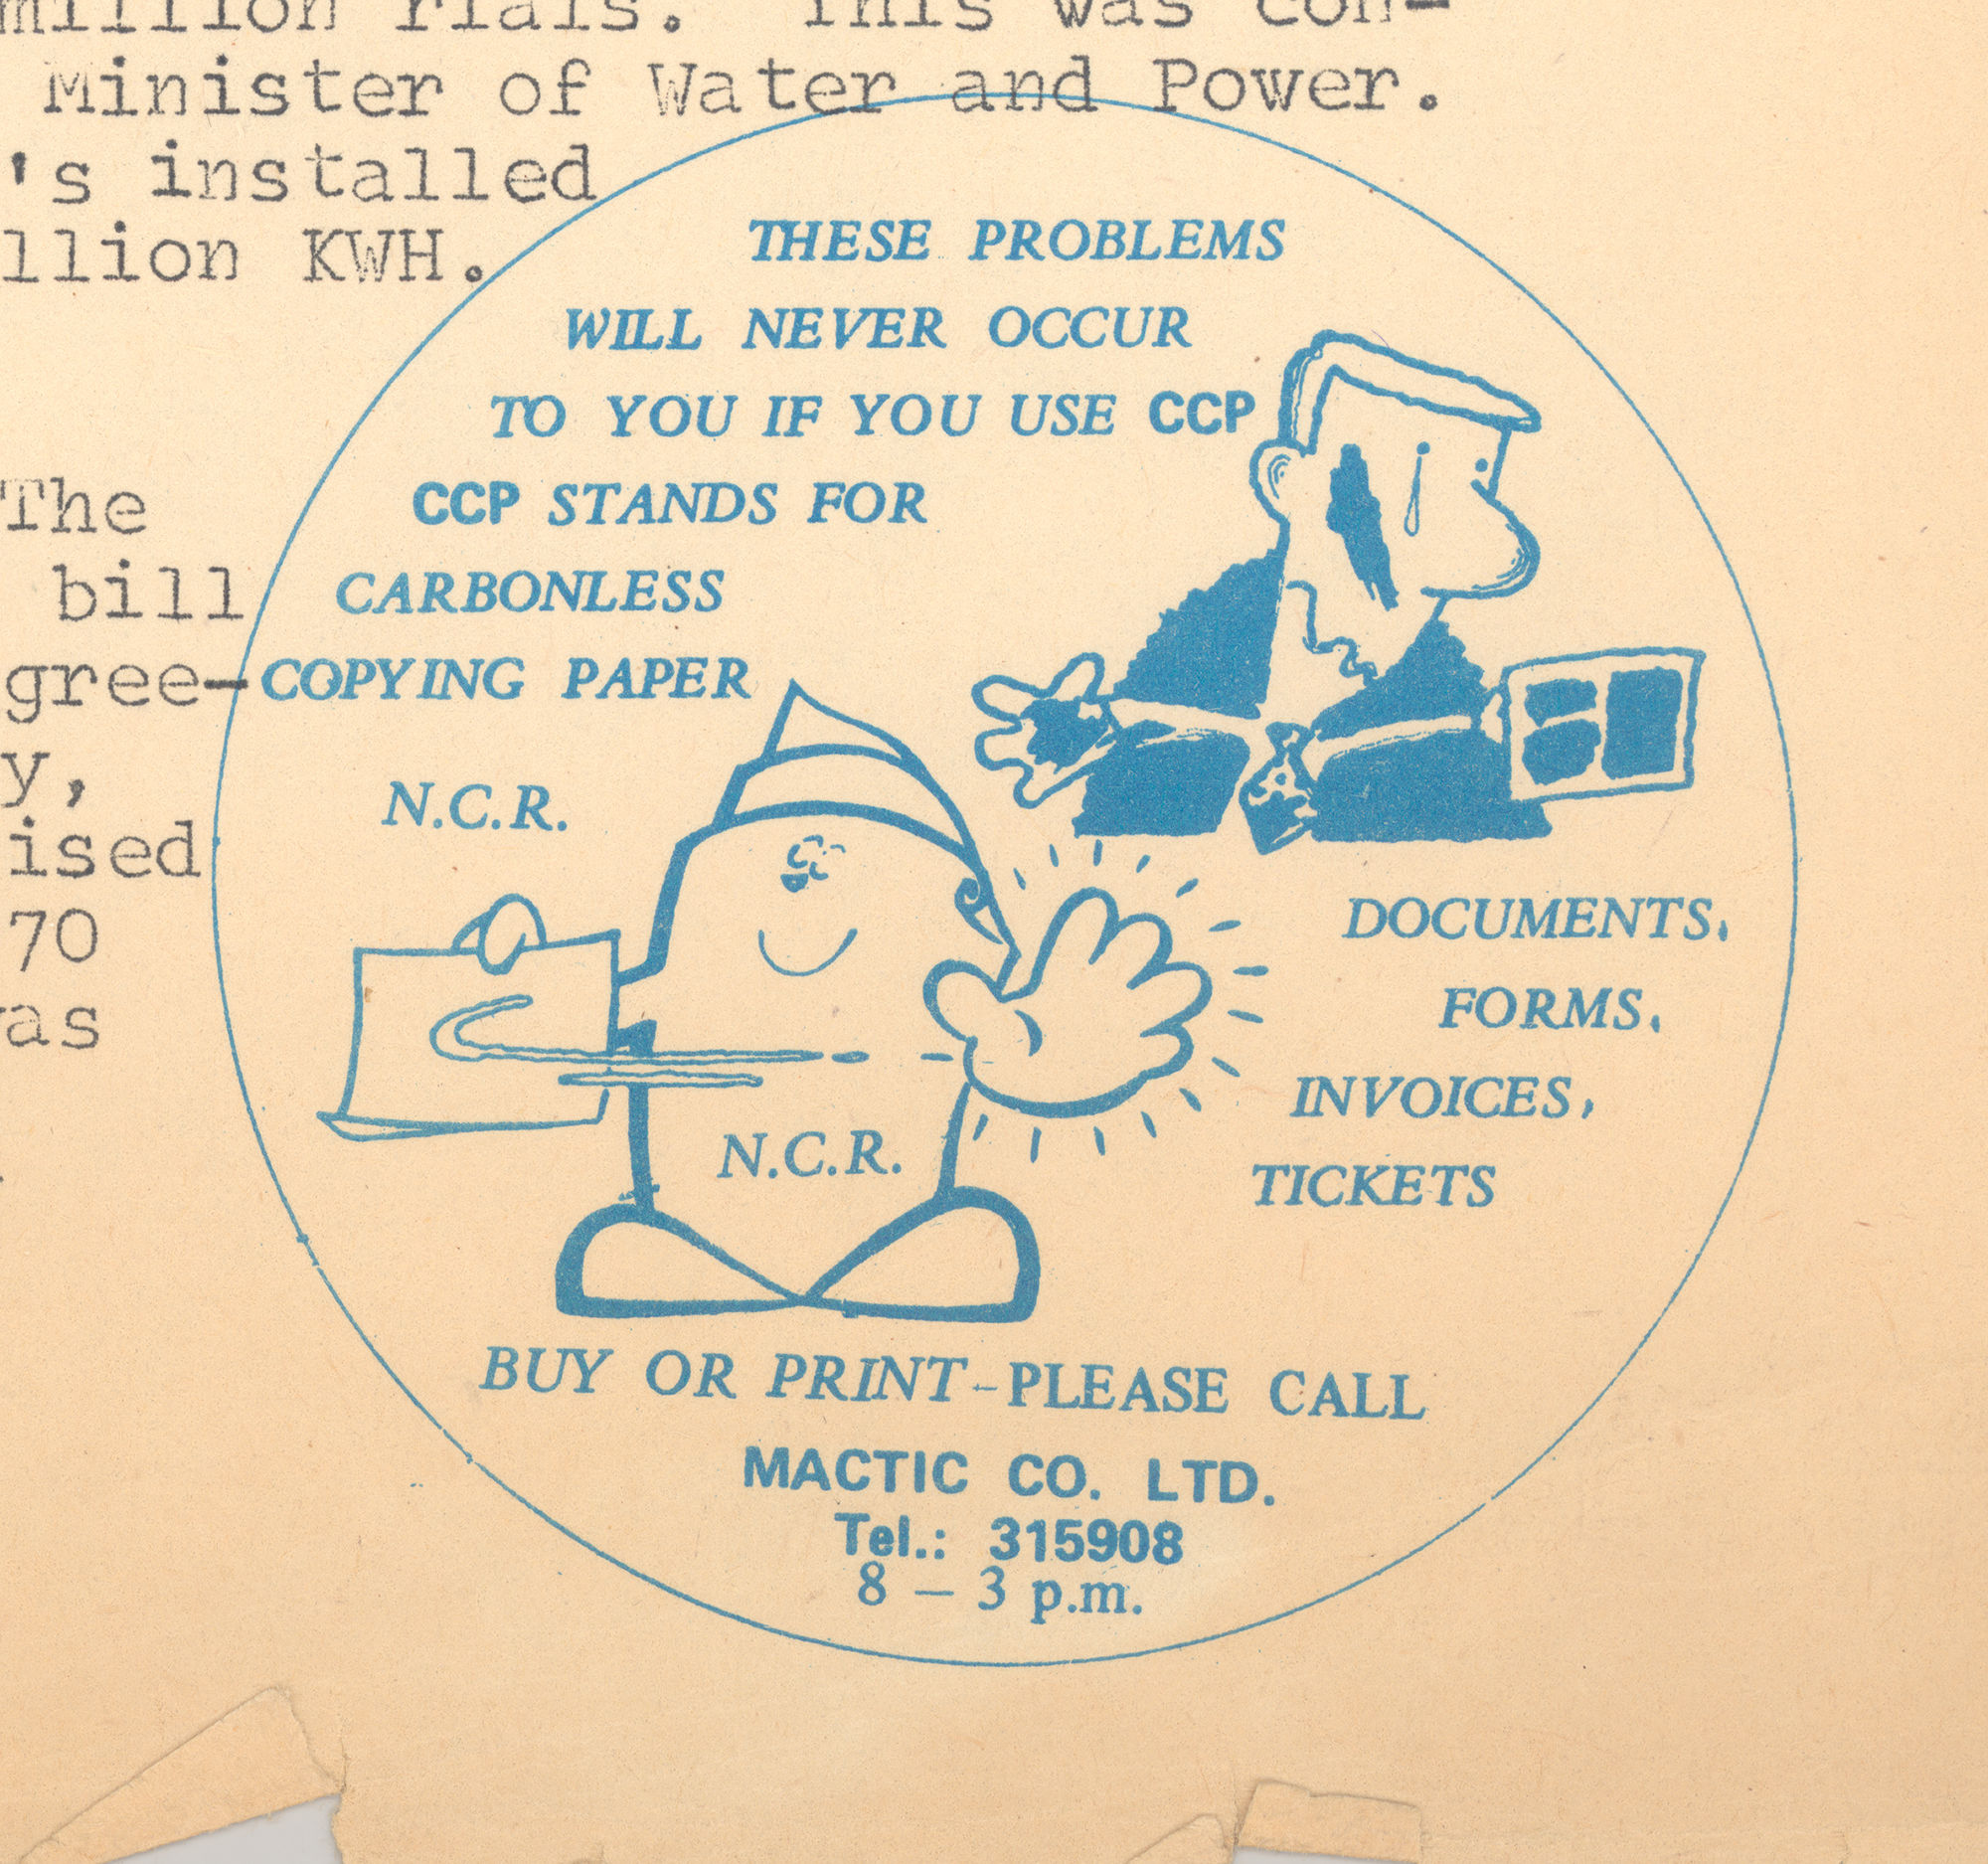 million rials. This was con-
Minister of Water and Power.
's installed
llion KWH.
The
bill
gree-
y,
ised
70
as
THESE PROBLEMS
WILL NEVER OCCUR
TO YOU IF YOU USE CCP
CCP STANDS FOR
CARBONLESS
COPYING PAPER
N.C.R.
N.C.R.
DOCUMENTS,
FORMS,
INVOICES,
TICKETS
BUY OR PRINT-PLEASE CALL
MACTIC CO. LTD.
Tel.: 315908
8 – 3 p.m.